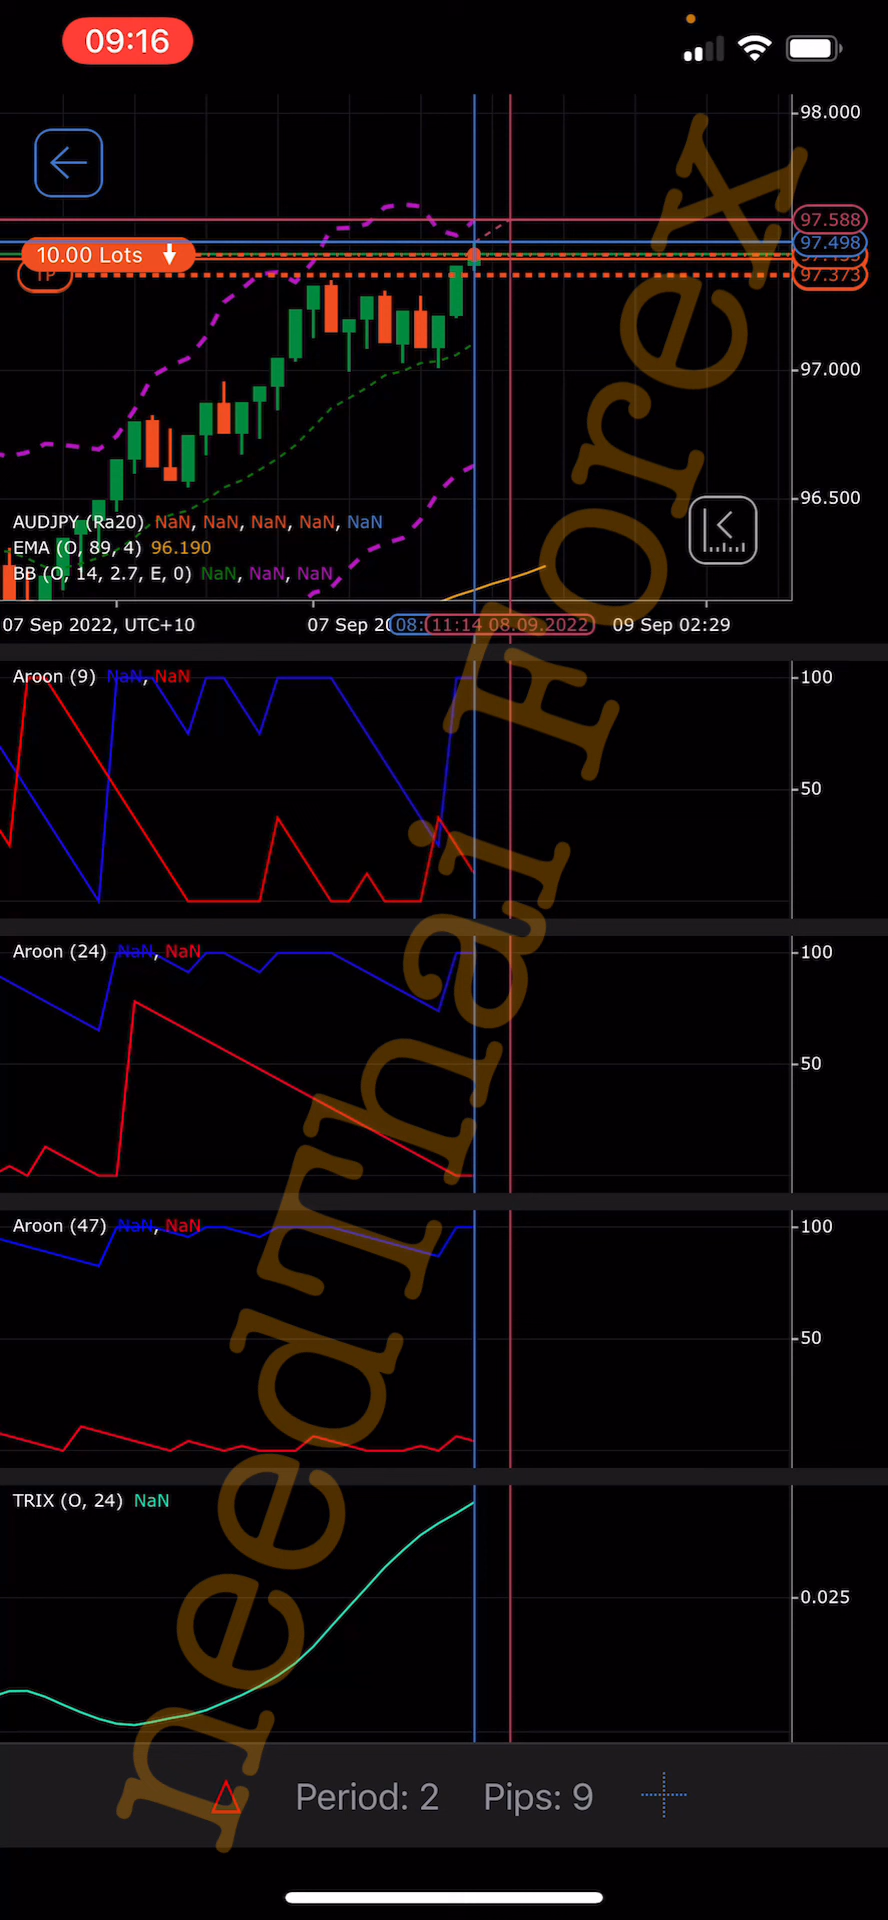 09:16
98.000
97.588
97.498
10.00 Lots
TP
97.373
97.000
96.500
AUDJPY (Ra20) NaN, NaN, NaN, NaN, NaN
EMA (O, 89, 4) 96.190
BB (O, 14, 2.7, E, 0) NaN, NaN, NaN
07 Sep 2022, UTC+10 07 Sep 20 08: 11:14 08.09.2022 09 Sep 02:29
Aroon (9) NaN, NaN
100
50
Aroon (24) NaN, NaN
100
50
Aroon (47) NaN, NaN
100
50
TRIX (O, 24) NaN
0.025
Period: 2 Pips: 9
needThai Forex